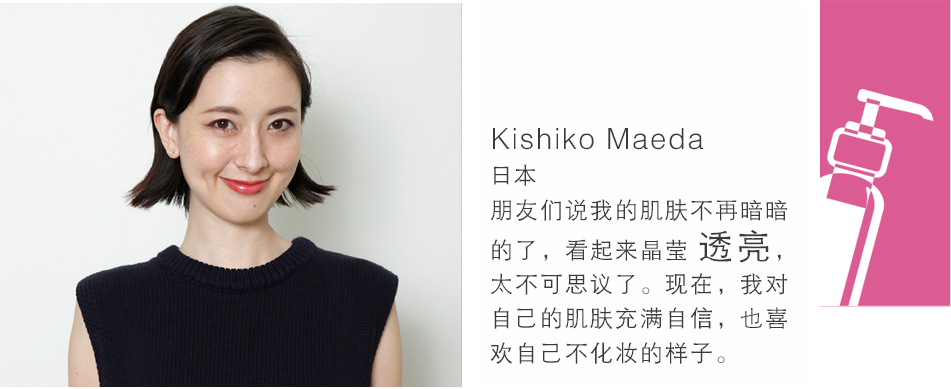 Kishiko Maeda
日本
朋友们说我的肌肤不再暗暗
的了，看起来晶莹 透亮，
太不可思议了。现在，我对
自己的肌肤充满自信，也喜
欢自己不化妆的样子。